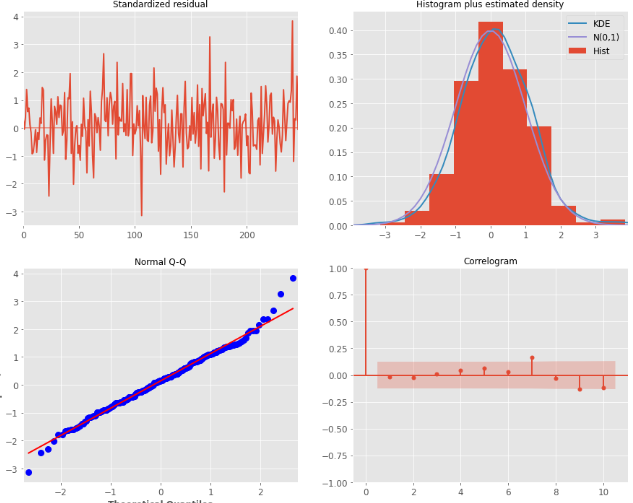 Standardized residual
4
3
2
1
0
−1
−2
−3
0 50 100 150 200
Histogram plus estimated density
0.40
0.35
0.30
0.25
0.20
0.15
0.10
0.05
0.00
KDE
N(0,1)
Hist
−3 −2 −1 0 1 2 3
Normal Q-Q
4
3
2
1
0
−1
−2
−3
−2 −1 0 1 2
Theoretical Quantiles
Correlogram
1.00
0.75
0.50
0.25
0.00
−0.25
−0.50
−0.75
−1.00
0 2 4 6 8 10